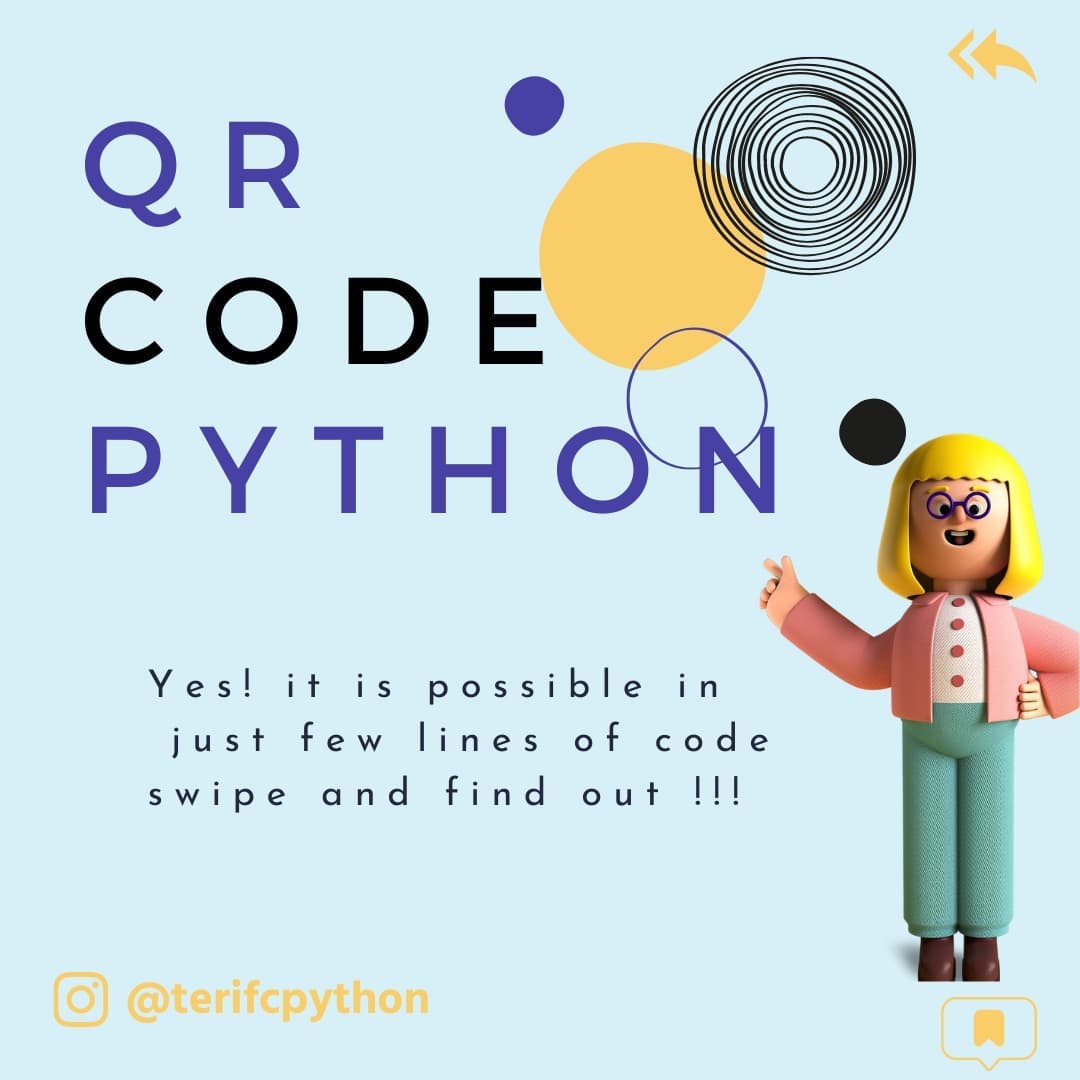 QR
CODE
PYTHON
Yes! it is possible in
just few lines of code
swipe and find out !!!
@terifcpython